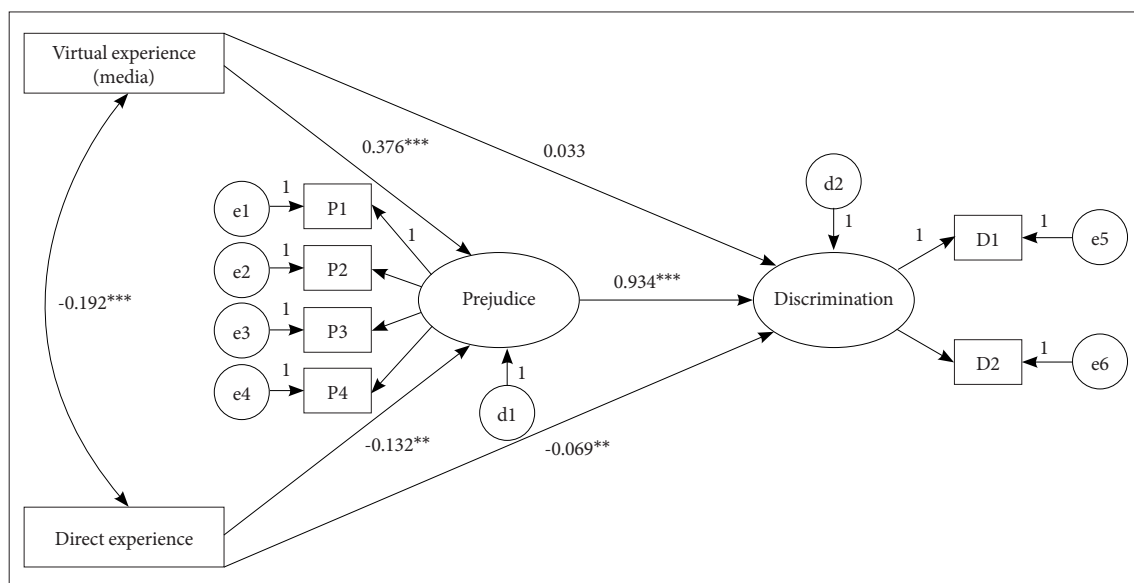 Virtual experience
(media)
0.376***
0.033
d2
1
e1
1
P1
1
D1
1
1
e5
e2
1
P2
Prejudice
0.934***
Discrimination
-0.192***
e3
1
P3
e4
1
P4
1
d1
D2
1
e6
-0.132**
-0.069**
Direct experience